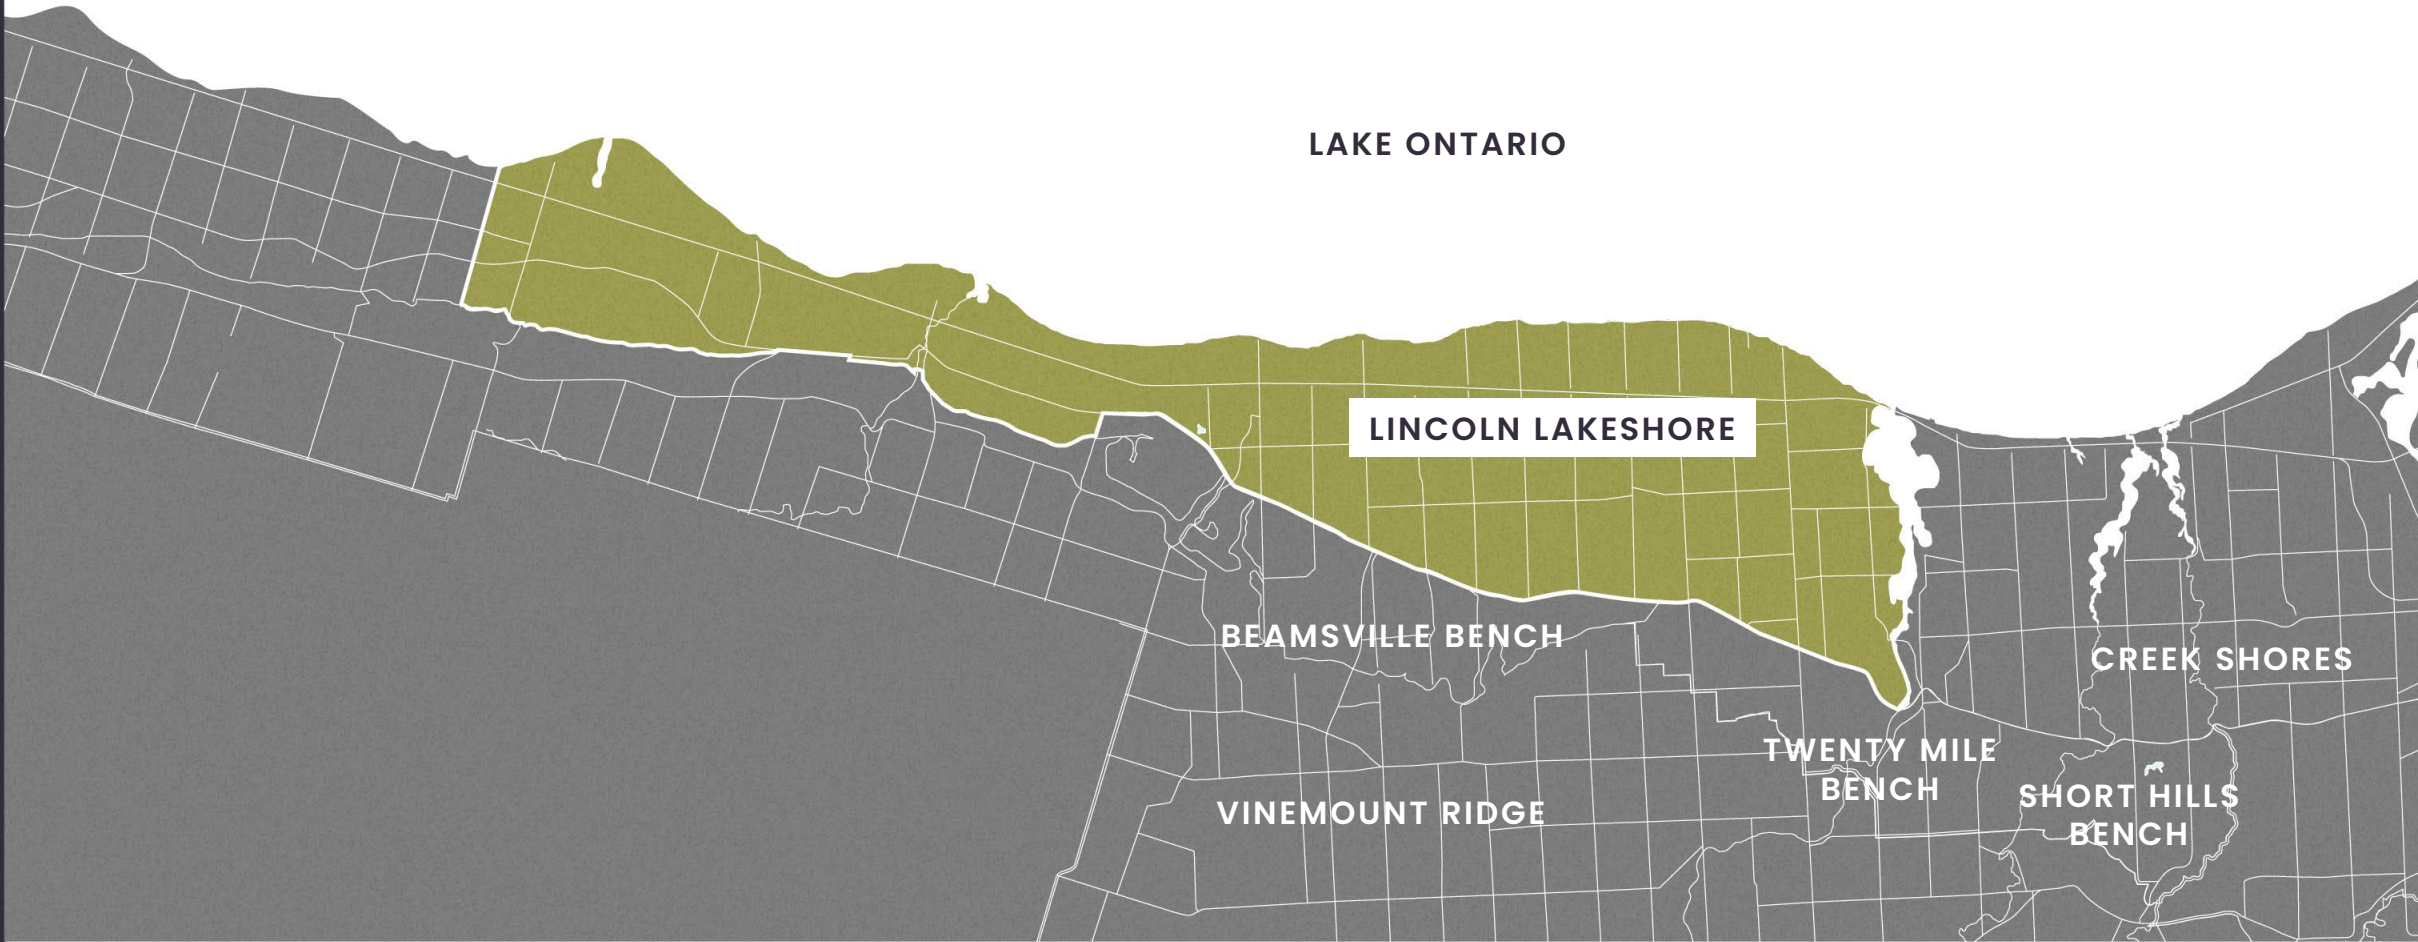 LAKE ONTARIO
LINCOLN LAKESHORE
BEAMSVILLE BENCH
CREEK SHORES
TWENTY MILE
BENCH
SHORT HILLS
BENCH
VINEMOUNT RIDGE